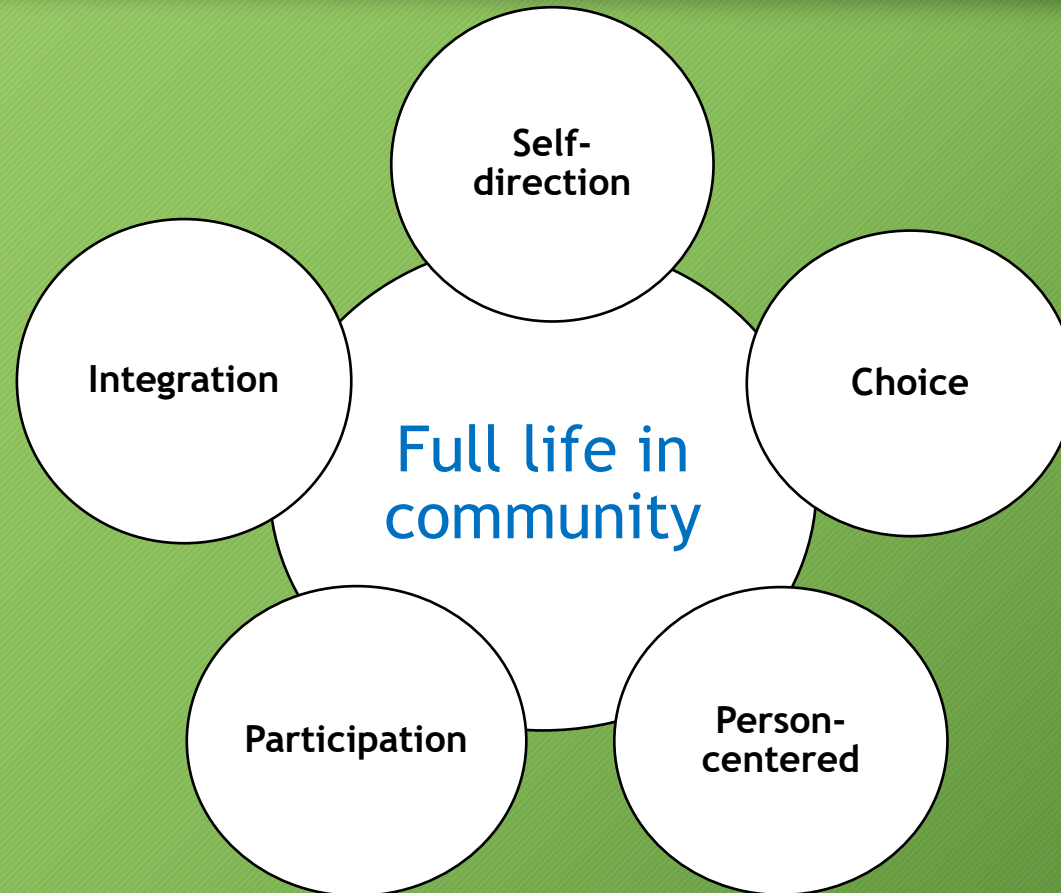 Self-
direction
Integration
Choice
Full life in
community
Participation
Person-
centered